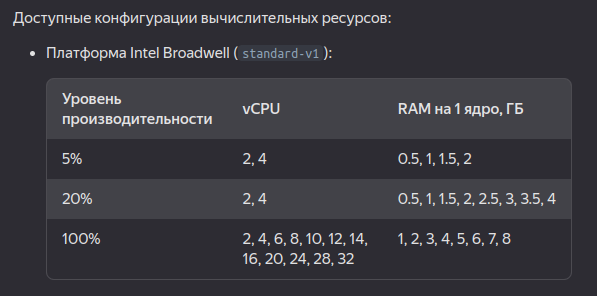 Доступные конфигурации вычислительных ресурсов:
• Платформа Intel Broadwell ( standard-v1 ):
Уровень производительности vCPU RAM на 1 ядро, ГБ
5% 2, 4 0.5, 1, 1.5, 2
20% 2, 4 0.5, 1, 1.5, 2, 2.5, 3, 3.5, 4
100% 2, 4, 6, 8, 10, 12, 14, 1, 2, 3, 4, 5, 6, 7, 8
16, 20, 24, 28, 32